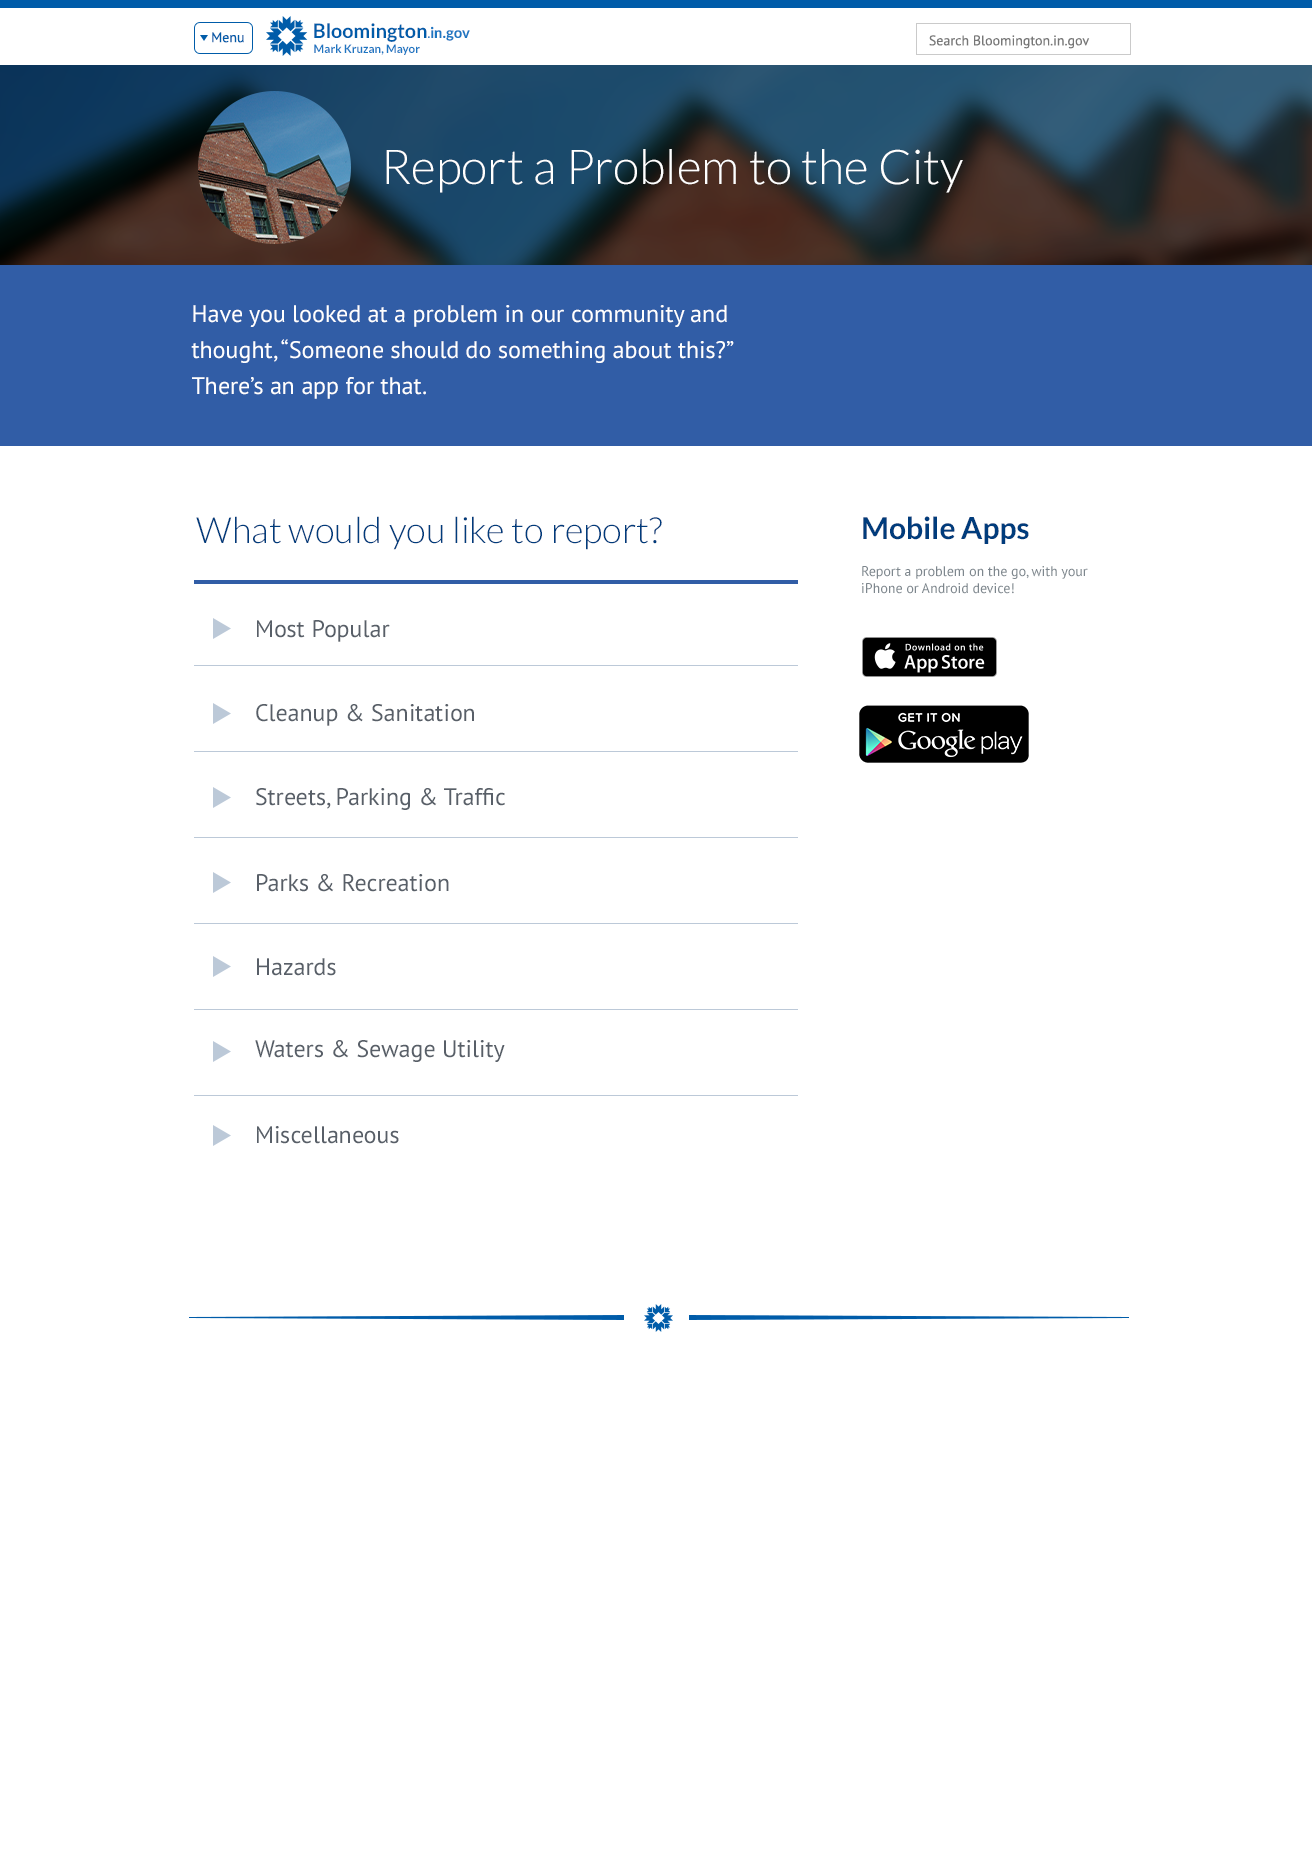 Menu
Bloomington.in.gov
Mark Kruzan, Mayor
Search Bloomington.in.gov
Report a Problem to the City
Have you looked at a problem in our community and
thought, “Someone should do something about this?”
There’s an app for that.
What would you like to report?
Most Popular
Cleanup & Sanitation
Streets, Parking & Traffic
Parks & Recreation
Hazards
Waters & Sewage Utility
Miscellaneous
Mobile Apps
Report a problem on the go, with your
iPhone or Android device!
Download on the
App Store
GET IT ON
Google play